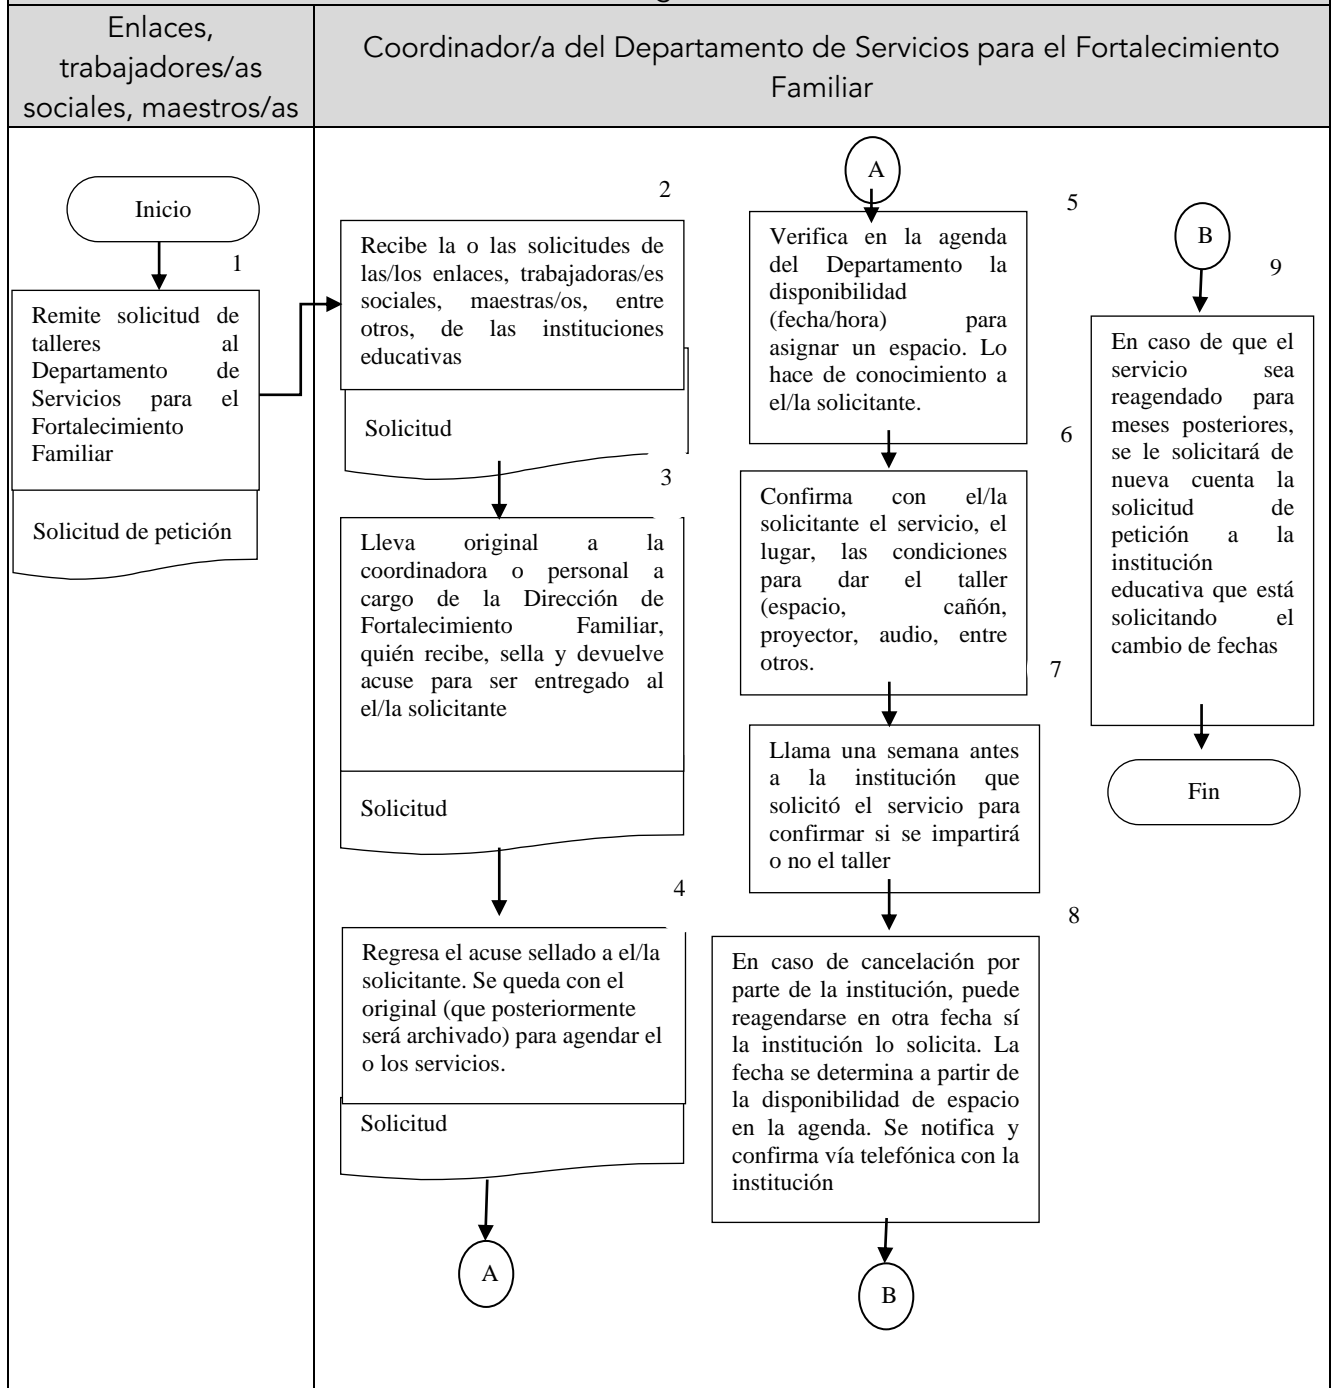 Enlaces,
trabajadores/as
sociales, maestros/as
Coordinador/a del Departamento de Servicios para el Fortalecimiento
Familiar
Inicio
1
Remite solicitud de
talleres al
Departamento de
Servicios para el
Fortalecimiento
Familiar
Solicitud de petición
2
Recibe la o las solicitudes de
las/los enlaces, trabajadoras/es
sociales, maestras/os, entre
otros, de las instituciones
educativas
Solicitud
3
Lleva original a la
coordinadora o personal a
cargo de la Dirección de
Fortalecimiento Familiar,
quién recibe, sella y devuelve
acuse para ser entregado al
el/la solicitante
Solicitud
4
Regresa el acuse sellado a el/la
solicitante. Se queda con el
original (que posteriormente
será archivado) para agendar el
o los servicios.
Solicitud
A
A
5
Verifica en la agenda
del Departamento la
disponibilidad
(fecha/hora) para
asignar un espacio. Lo
hace de conocimiento a
el/la solicitante.
6
Confirma con el/la
solicitante el servicio, el
lugar, las condiciones
para dar el taller
(espacio, cañón,
proyector, audio, entre
otros.
7
Llama una semana antes
a la institución que
solicitó el servicio para
confirmar si se impartirá
o no el taller
8
En caso de cancelación por
parte de la institución, puede
reagendarse en otra fecha sí
la institución lo solicita. La
fecha se determina a partir de
la disponibilidad de espacio
en la agenda. Se notifica y
confirma vía telefónica con la
institución
B
B
9
En caso de que el
servicio sea
reagendado para
meses posteriores,
se le solicitará de
nueva cuenta la
solicitud de
petición a la
institución
educativa que está
solicitando el
cambio de fechas
Fin